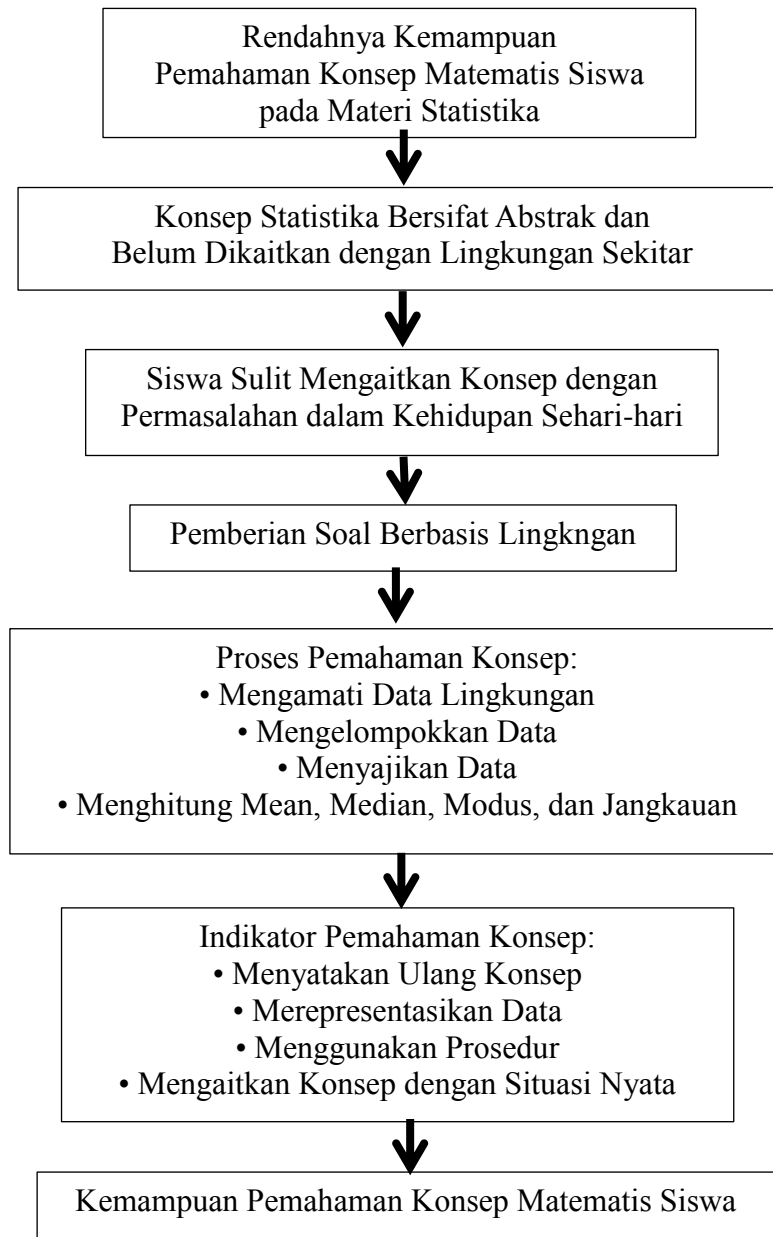 Rendahnya Kemampuan
Pemahaman Konsep Matematis Siswa
pada Materi Statistika
Konsep Statistika Bersifat Abstrak dan
Belum Dikaitkan dengan Lingkungan Sekitar
Siswa Sulit Mengaitkan Konsep dengan
Permasalahan dalam Kehidupan Sehari-hari
Pemberian Soal Berbasis Lingkngan
Proses Pemahaman Konsep:
• Mengamati Data Lingkungan
• Mengelompokkan Data
• Menyajikan Data
• Menghitung Mean, Median, Modus, dan Jangkauan
Indikator Pemahaman Konsep:
• Menyatakan Ulang Konsep
• Merepresentasikan Data
• Menggunakan Prosedur
• Mengaitkan Konsep dengan Situasi Nyata
Kemampuan Pemahaman Konsep Matematis Siswa